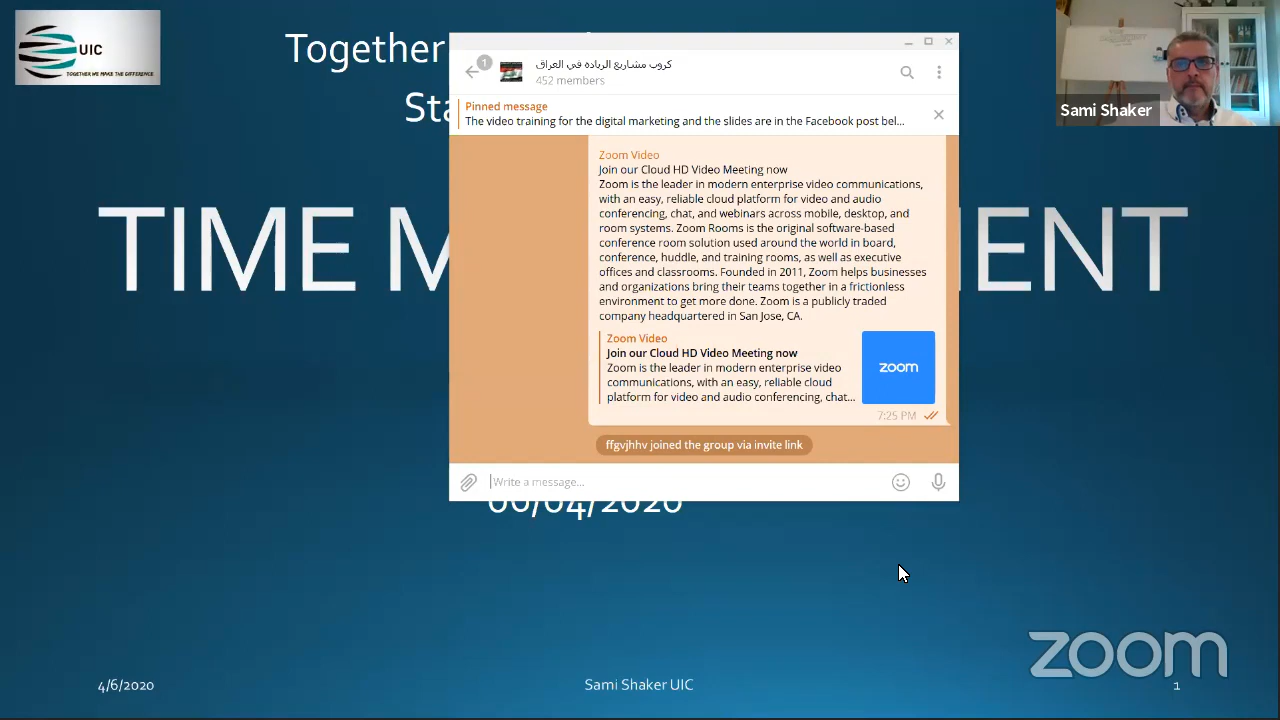 UIC
TOGETHER WE MAKE THE DIFFERENCE
Together
Sta
TIME M
ENT
06/04/2020
4/6/2020
Sami Shaker UIC
1
1
كروب مشاريع الريادة في العراق
452 members
Pinned message
The video training for the digital marketing and the slides are in the Facebook post bel...
Zoom Video
Join our Cloud HD Video Meeting now
Zoom is the leader in modern enterprise video communications,
with an easy, reliable cloud platform for video and audio
conferencing, chat, and webinars across mobile, desktop, and
room systems. Zoom Rooms is the original software-based
conference room solution used around the world in board,
conference, huddle, and training rooms, as well as executive
offices and classrooms. Founded in 2011, Zoom helps businesses
and organizations bring their teams together in a frictionless
environment to get more done. Zoom is a publicly traded
company headquartered in San Jose, CA.
Zoom Video
Join our Cloud HD Video Meeting now
Zoom is the leader in modern enterprise video
communications, with an easy, reliable cloud
platform for video and audio conferencing, chat...
zoom
7:25 PM
ffgvjhhv joined the group via invite link
Write a message...
Sami Shaker
zoom